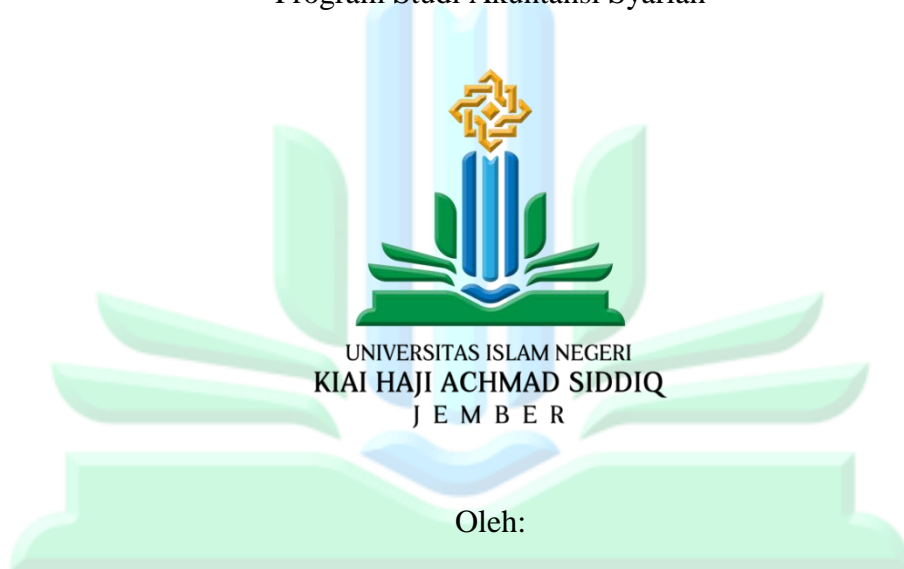 Program Studi Akuntansi Syariah
UNIVERSITAS ISLAM NEGERI
KIAI HAJI ACHMAD SIDDIQ
J E M B E R
Oleh: